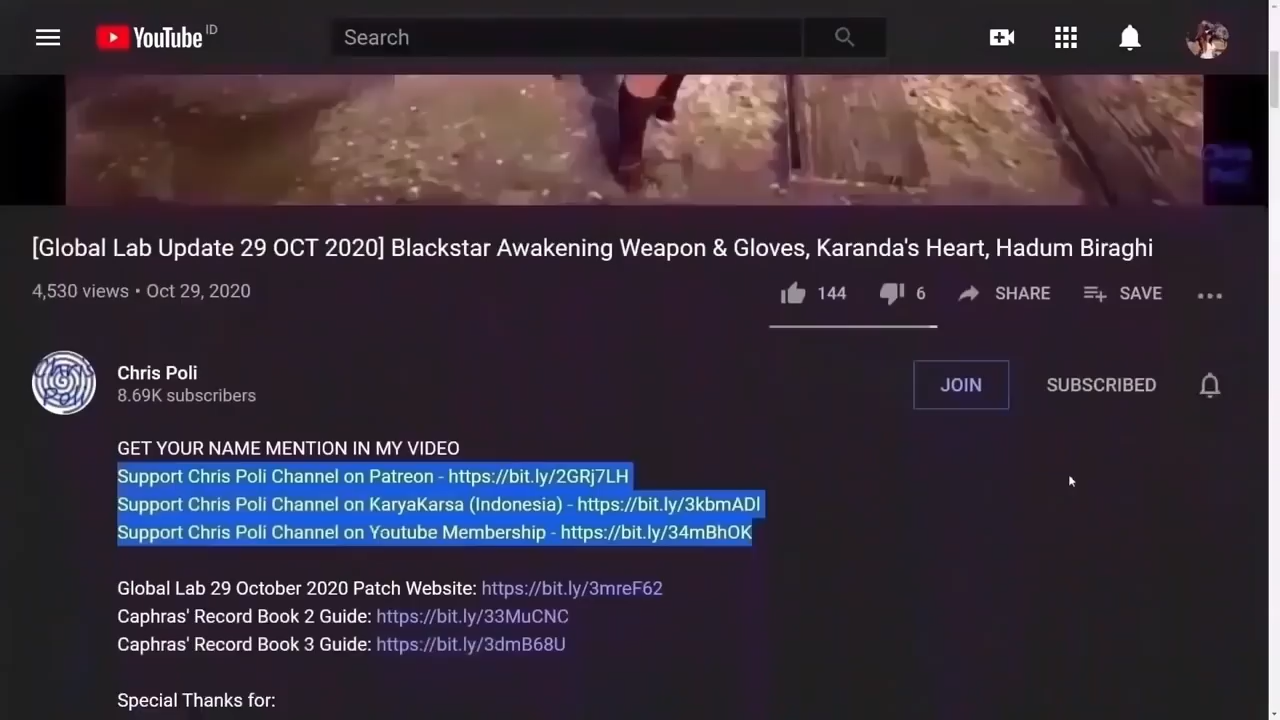 YouTube ID
Search
[Global Lab Update 29 OCT 2020] Blackstar Awakening Weapon & Gloves, Karanda's Heart, Hadum Biraghi
4,530 views • Oct 29, 2020
144 6 SHARE SAVE
Chris Poli
8.69K subscribers
JOIN SUBSCRIBED
GET YOUR NAME MENTION IN MY VIDEO
Support Chris Poli Channel on Patreon - https://bit.ly/2GRj7LH
Support Chris Poli Channel on KaryaKarsa (Indonesia) - https://bit.ly/3kbmADl
Support Chris Poli Channel on Youtube Membership - https://bit.ly/34mBhOK
Global Lab 29 October 2020 Patch Website: https://bit.ly/3mreF62
Caphras' Record Book 2 Guide: https://bit.ly/33MuCNC
Caphras' Record Book 3 Guide: https://bit.ly/3dmB68U
Special Thanks for: